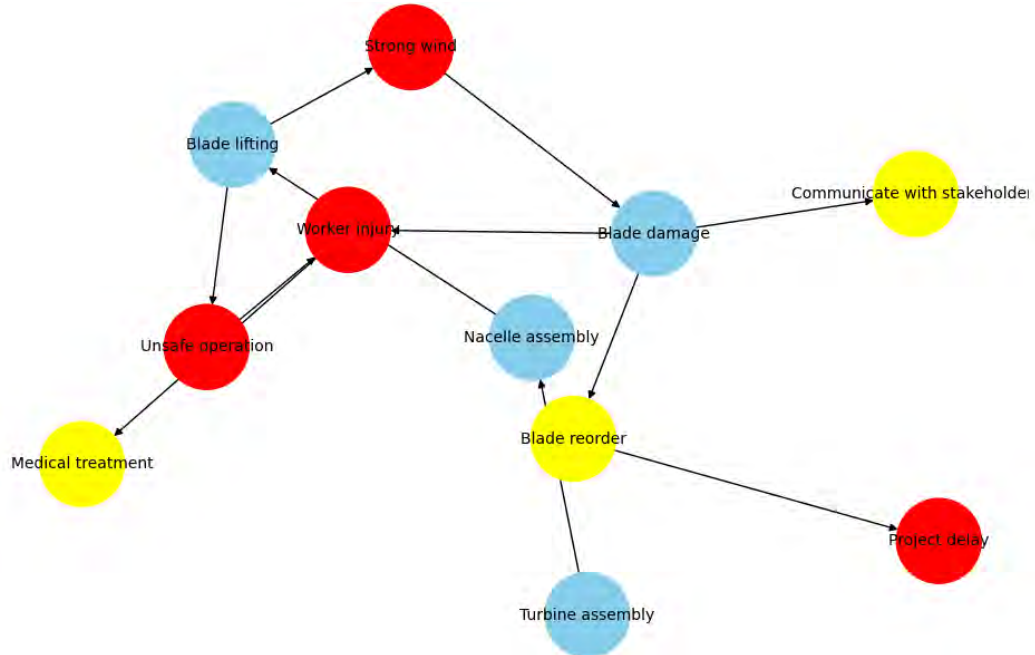 Strong wind
Blade lifting
Communicate with stakeholder
Worker injury
Blade damage
Nacelle assembly
Unsafe operation
Blade reorder
Medical treatment
Project delay
Turbine assembly